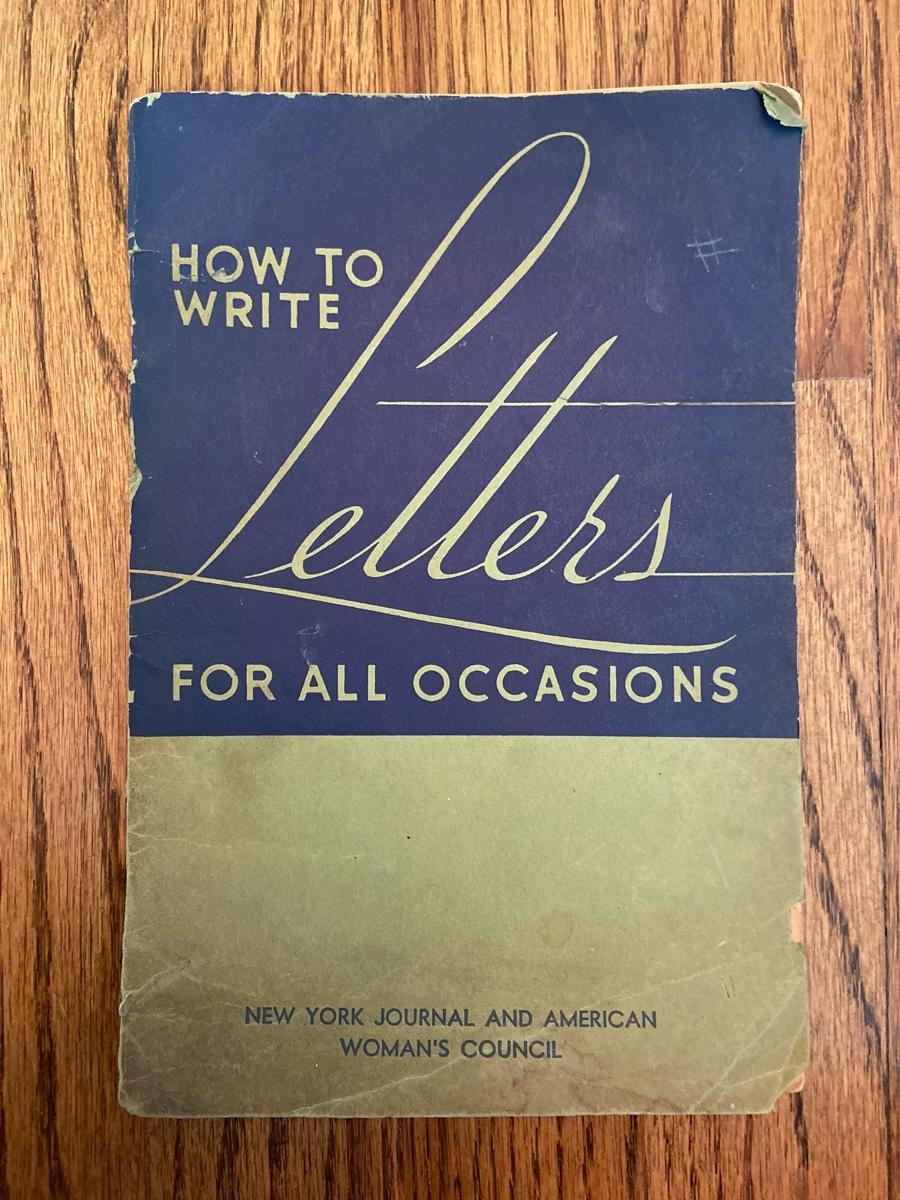 HOW TO
WRITE
Letters
FOR ALL OCCASIONS
NEW YORK JOURNAL AND AMERICAN
WOMAN'S COUNCIL